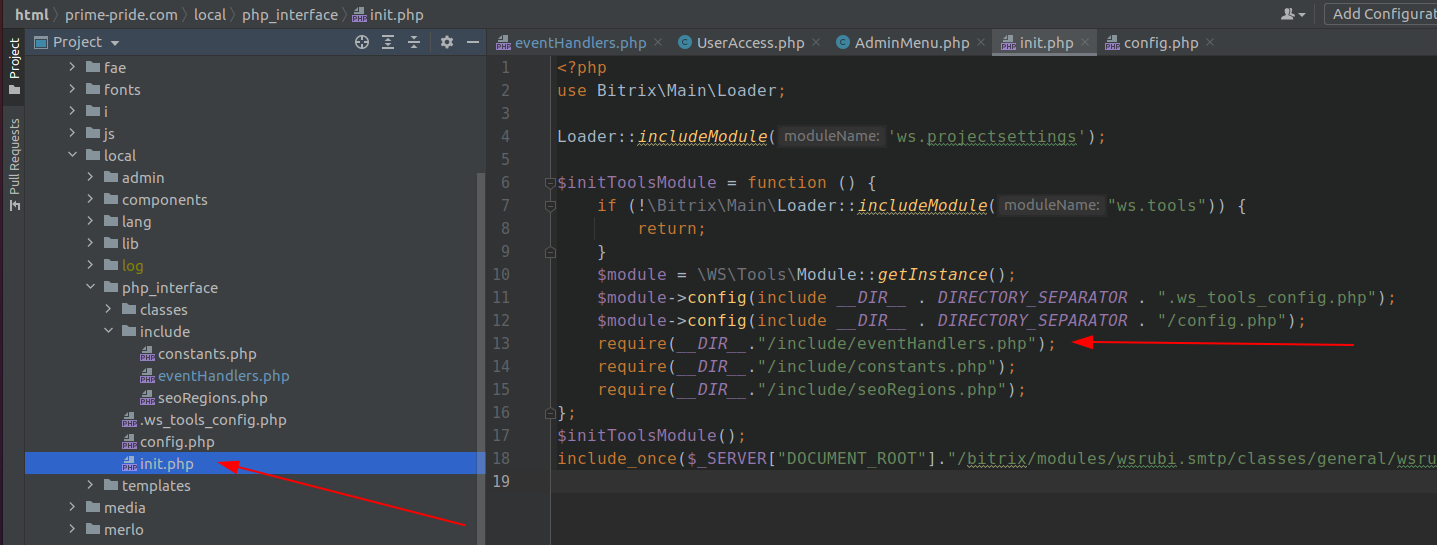 html prime-pride.com local php_interface init.php
Add Configurat
Project
Pull Requests
Project
fae
fonts
i
js
local
admin
components
lang
lib
log
php_interface
classes
include
constants.php
eventHandlers.php
seoRegions.php
.ws_tools_config.php
config.php
init.php
templates
media
merlo
eventHandlers.php UserAccess.php AdminMenu.php init.php config.php
1 <?php
2 use Bitrix\Main\Loader;
3
4 Loader::includeModule( moduleName: 'ws.projectsettings');
5
6 $initToolsModule = function () {
7 if (!\Bitrix\Main\Loader::includeModule( moduleName: "ws.tools")) {
8 return;
9 }
10 $module = \WS\Tools\Module::getInstance();
11 $module->config(include __DIR__ . DIRECTORY_SEPARATOR . ".ws_tools_config.php");
12 $module->config(include __DIR__ . DIRECTORY_SEPARATOR . "/config.php");
13 require(__DIR__."/include/eventHandlers.php");
14 require(__DIR__."/include/constants.php");
15 require(__DIR__."/include/seoRegions.php");
16 };
17 $initToolsModule();
18 include_once($_SERVER["DOCUMENT_ROOT"]."/bitrix/modules/wsrubi.smtp/classes/general/wsru
19